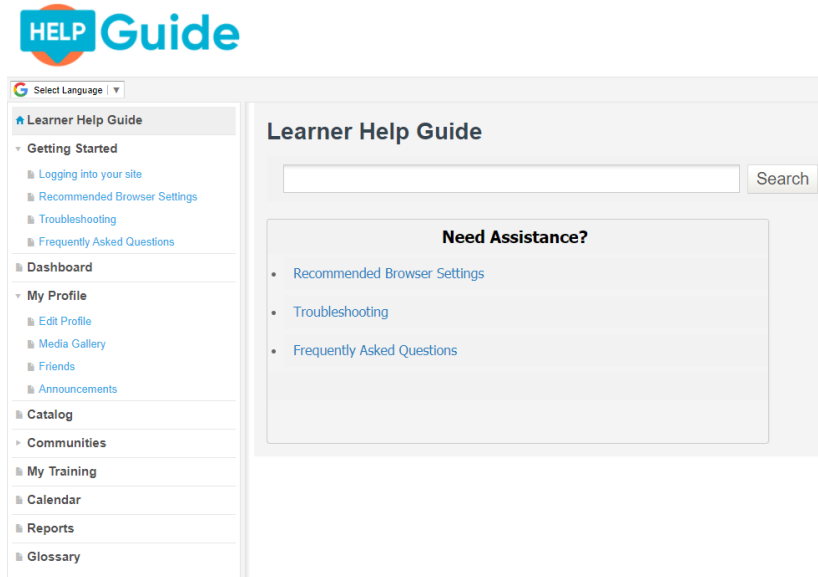 HELP Guide
Select Language
Learner Help Guide
Getting Started
Logging into your site
Recommended Browser Settings
Troubleshooting
Frequently Asked Questions
Dashboard
My Profile
Edit Profile
Media Gallery
Friends
Announcements
Catalog
Communities
My Training
Calendar
Reports
Glossary
Learner Help Guide
Search
Need Assistance?
Recommended Browser Settings
Troubleshooting
Frequently Asked Questions